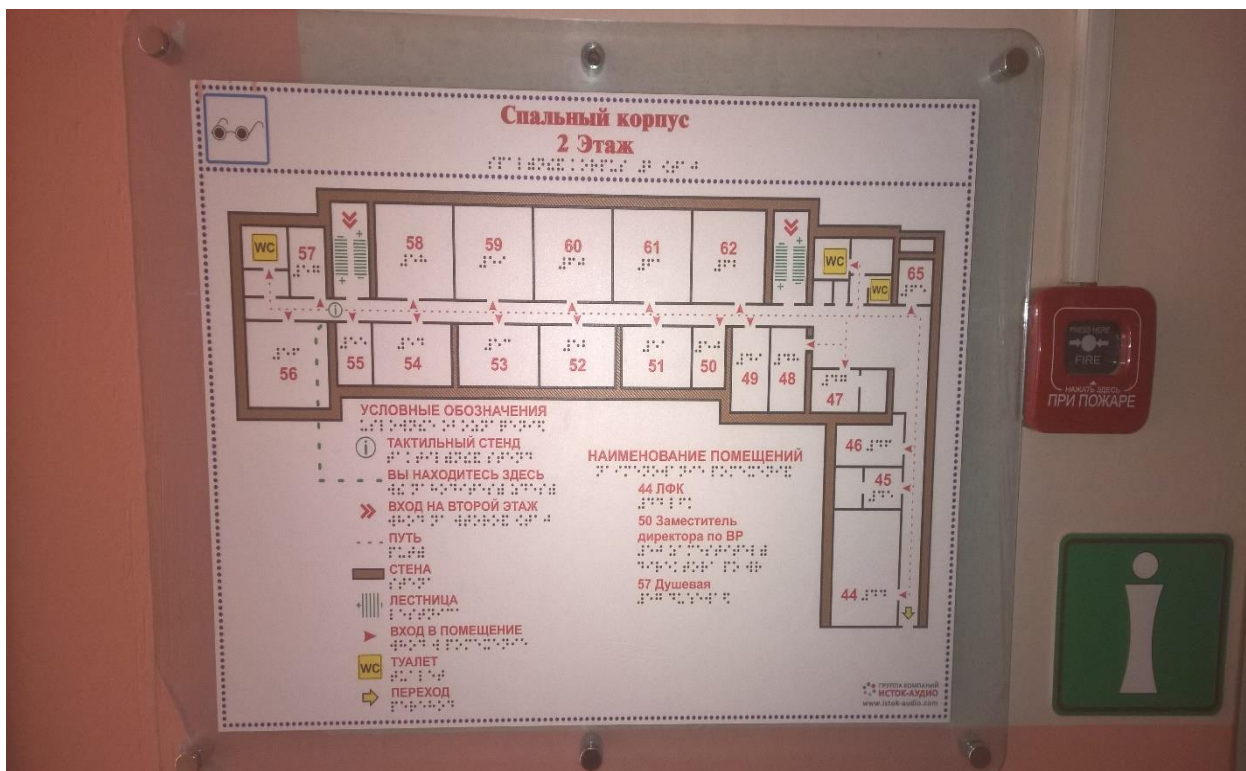 Спальный корпус
2 Этаж
WC
57
58
59
60
61
62
WC
WC
65
56
55
54
53
52
51
50
49
48
47
46
45
44
УСЛОВНЫЕ ОБОЗНАЧЕНИЯ
i ТАКТИЛЬНЫЙ СТЕНД
ВЫ НАХОДИТЕСЬ ЗДЕСЬ
ВХОД НА ВТОРОЙ ЭТАЖ
ПУТЬ
СТЕНА
ЛЕСТНИЦА
ВХОД В ПОМЕЩЕНИЕ
WC ТУАЛЕТ
ПЕРЕХОД
НАИМЕНОВАНИЕ ПОМЕЩЕНИЙ
44 ЛФК
50 Заместитель
директора по ВР
57 Душевая
ГРУППА КОМПАНИЙ
ИСТОК-АУДИО
www.istok-audio.com
PRESS HERE
FIRE
НАЖАТЬ ЗДЕСЬ
ПРИ ПОЖАРЕ
i